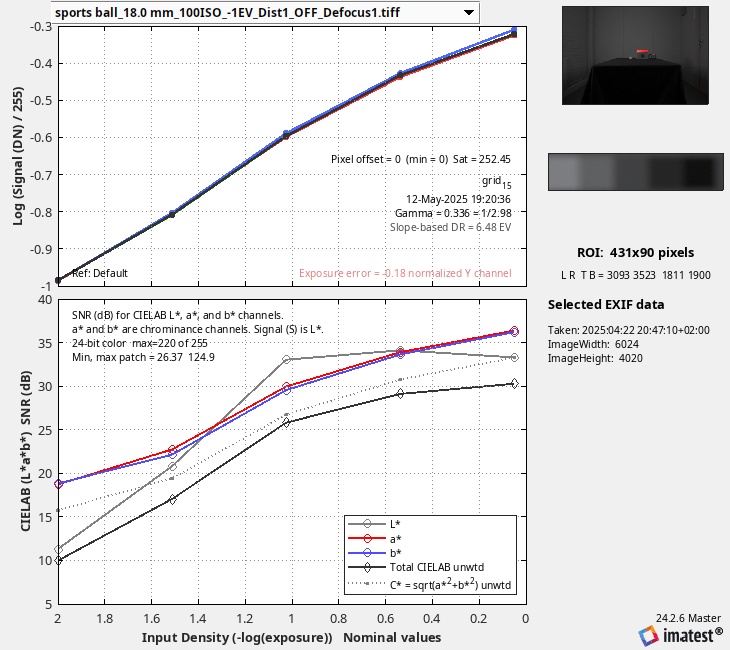 sports ball_18.0 mm_100ISO_-1EV_Dist1_OFF_Defocus1.tiff
-0.3
-0.4
-0.5
-0.6
-0.7
-0.8
-0.9
-1
Log (Signal (DN) / 255)
Pixel offset = 0 (min = 0) Sat = 252.45
grid15
12-May-2025 19:20:36
Gamma = 0.336 = 1/2.98
Slope-based DR = 6.48 EV
Ref: Default
Exposure error = -0.18 normalized Y channel
ROI: 431x90 pixels
L R T B = 3093 3523 1811 1900
Selected EXIF data
Taken: 2025:04:22 20:47:10+02:00
ImageWidth: 6024
ImageHeight: 4020
40
35
30
25
20
15
10
5
CIELAB (L*a*b*) SNR (dB)
SNR (dB) for CIELAB L*, a*, and b* channels.
a* and b* are chrominance channels. Signal (S) is L*.
24-bit color max=220 of 255
Min, max patch = 26.37 124.9
L*
a*
b*
Total CIELAB unwtd
C* = sqrt(a*2+b*2) unwtd
2 1.8 1.6 1.4 1.2 1 0.8 0.6 0.4 0.2 0
Input Density (-log(exposure)) Nominal values
24.2.6 Master
imatest®